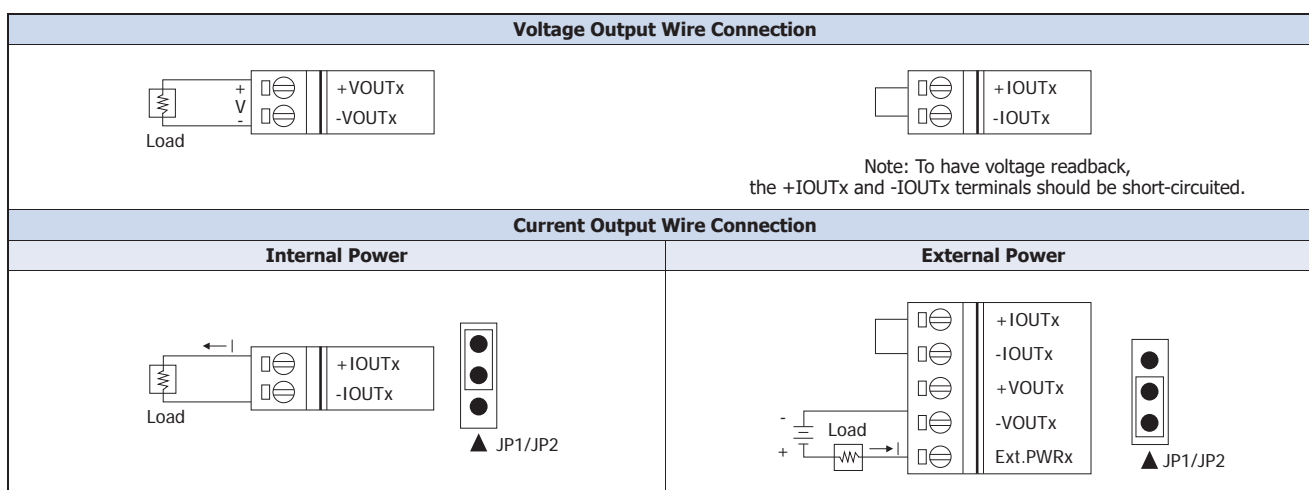 Voltage Output Wire Connection
+
V
-
Load
+VOUTx
-VOUTx
+IOUTx
-IOUTx
Note: To have voltage readback,
the +IOUTx and -IOUTx terminals should be short-circuited.
Current Output Wire Connection
Internal Power
External Power
I
Load
+IOUTx
-IOUTx
JP1/JP2
+IOUTx
-IOUTx
+VOUTx
-VOUTx
Ext.PWRx
-
+
Load
I
JP1/JP2